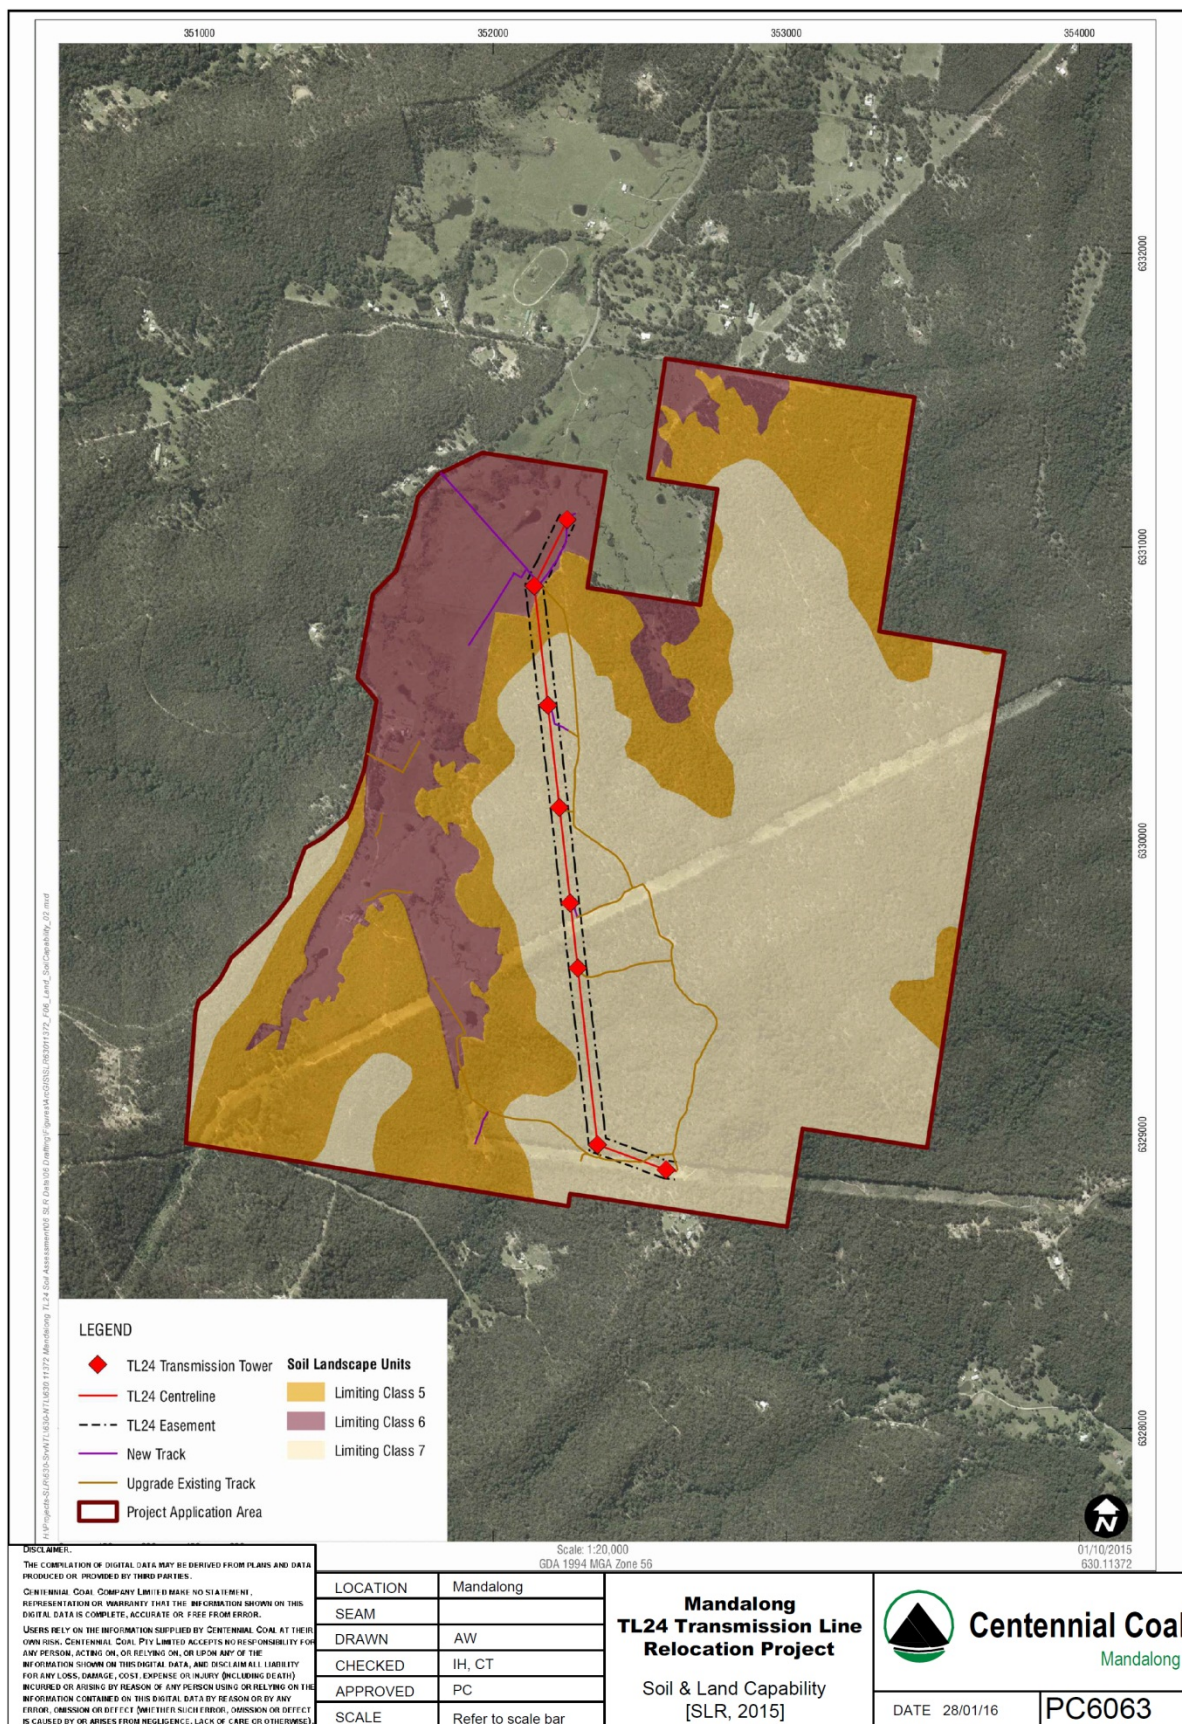 351000
352000
353000
354000
6332000
6331000
6330000
6329000
6328000
LEGEND
TL24 Transmission Tower
TL24 Centreline
TL24 Easement
New Track
Upgrade Existing Track
Project Application Area
Soil Landscape Units
Limiting Class 5
Limiting Class 6
Limiting Class 7
N
Scale: 1:20,000
GDA 1994 MGA Zone 56
01/10/2015
630.11372
DISCLAIMER.
THE COMPILATION OF DIGITAL DATA MAY BE DERIVED FROM PLANS AND DATA
PRODUCED OR PROVIDED BY THIRD PARTIES.
CENTENNIAL COAL COMPANY LIMITED MAKE NO STATEMENT,
REPRESENTATION OR WARRANTY THAT THE INFORMATION SHOWN ON THIS
DIGITAL DATA IS COMPLETE, ACCURATE OR FREE FROM ERROR.
USERS RELY ON THE INFORMATION SUPPLIED BY CENTENNIAL COAL AT THEIR
OWN RISK. CENTENNIAL COAL PTY LIMITED ACCEPTS NO RESPONSIBILITY FOR
ANY PERSON, ACTING ON, OR RELYING ON, OR UPON ANY OF THE
INFORMATION SHOWN ON THIS DIGITAL DATA, AND DISCLAIM ALL LIABILITY
FOR ANY LOSS, DAMAGE, COST, EXPENSE OR INJURY (INCLUDING DEATH)
INCURRED OR ARISING BY REASON OF ANY PERSON USING OR RELYING ON THE
INFORMATION CONTAINED ON THIS DIGITAL DATA BY REASON OR BY ANY
ERROR, OMISSION OR DEFECT (WHETHER SUCH ERROR, OMISSION OR DEFECT
IS CAUSED BY OR ARISES FROM NEGLIGENCE, LACK OF CARE OR OTHERWISE).
LOCATION Mandalong
SEAM
DRAWN AW
CHECKED IH, CT
APPROVED PC
SCALE Refer to scale bar
Mandalong
TL24 Transmission Line
Relocation Project
Soil & Land Capability
[SLR, 2015]
Centennial Coal
Mandalong
DATE 28/01/16
PC6063